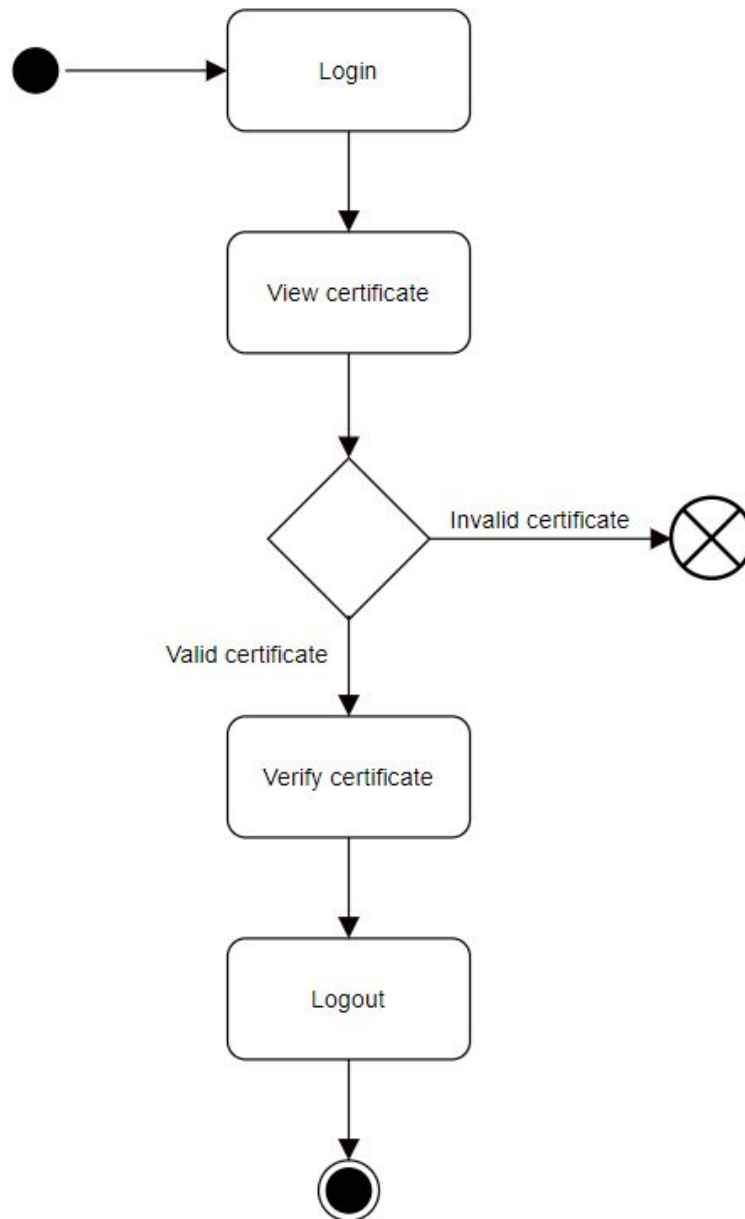 Login
View certificate
Invalid certificate
Valid certificate
Verify certificate
Logout